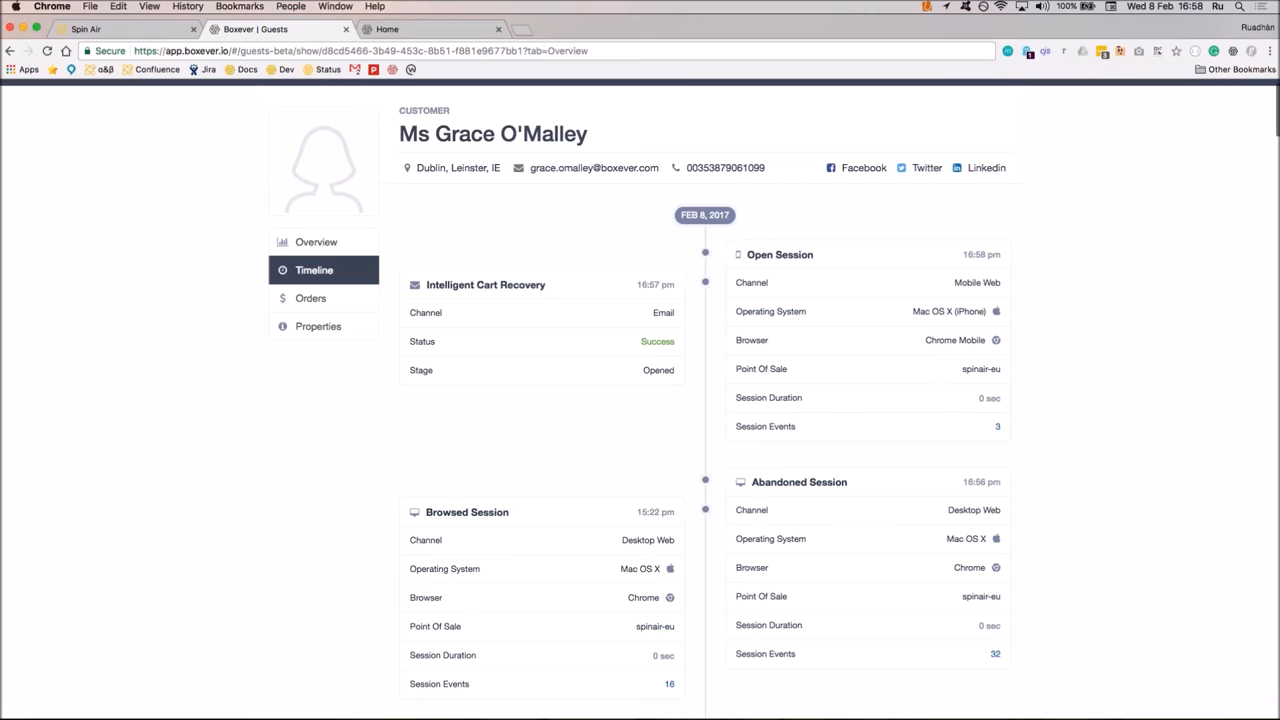 Chrome File Edit View History Bookmarks People Window Help 100% Wed 8 Feb 16:58 Ru
Spin Air Boxever | Guests Home Ruadhán
Secure https://app.boxever.io/#/guests-beta/show/d8cd5466-3b49-453c-8b51-f881e9677bb1?tab=Overview
Apps α&β Confluence Jira Docs Dev Status Other Bookmarks
CUSTOMER
Ms Grace O'Malley
Dublin, Leinster, IE grace.omalley@boxever.com 00353879061099 Facebook Twitter Linkedin
FEB 8, 2017
Overview
Timeline
Orders
Properties
Open Session 16:58 pm
Channel Mobile Web
Operating System Mac OS X (iPhone)
Browser Chrome Mobile
Point Of Sale spinair-eu
Session Duration 0 sec
Session Events 3
Intelligent Cart Recovery 16:57 pm
Channel Email
Status Success
Stage Opened
Abandoned Session 16:56 pm
Channel Desktop Web
Operating System Mac OS X
Browser Chrome
Point Of Sale spinair-eu
Session Duration 0 sec
Session Events 32
Browsed Session 15:22 pm
Channel Desktop Web
Operating System Mac OS X
Browser Chrome
Point Of Sale spinair-eu
Session Duration 0 sec
Session Events 16